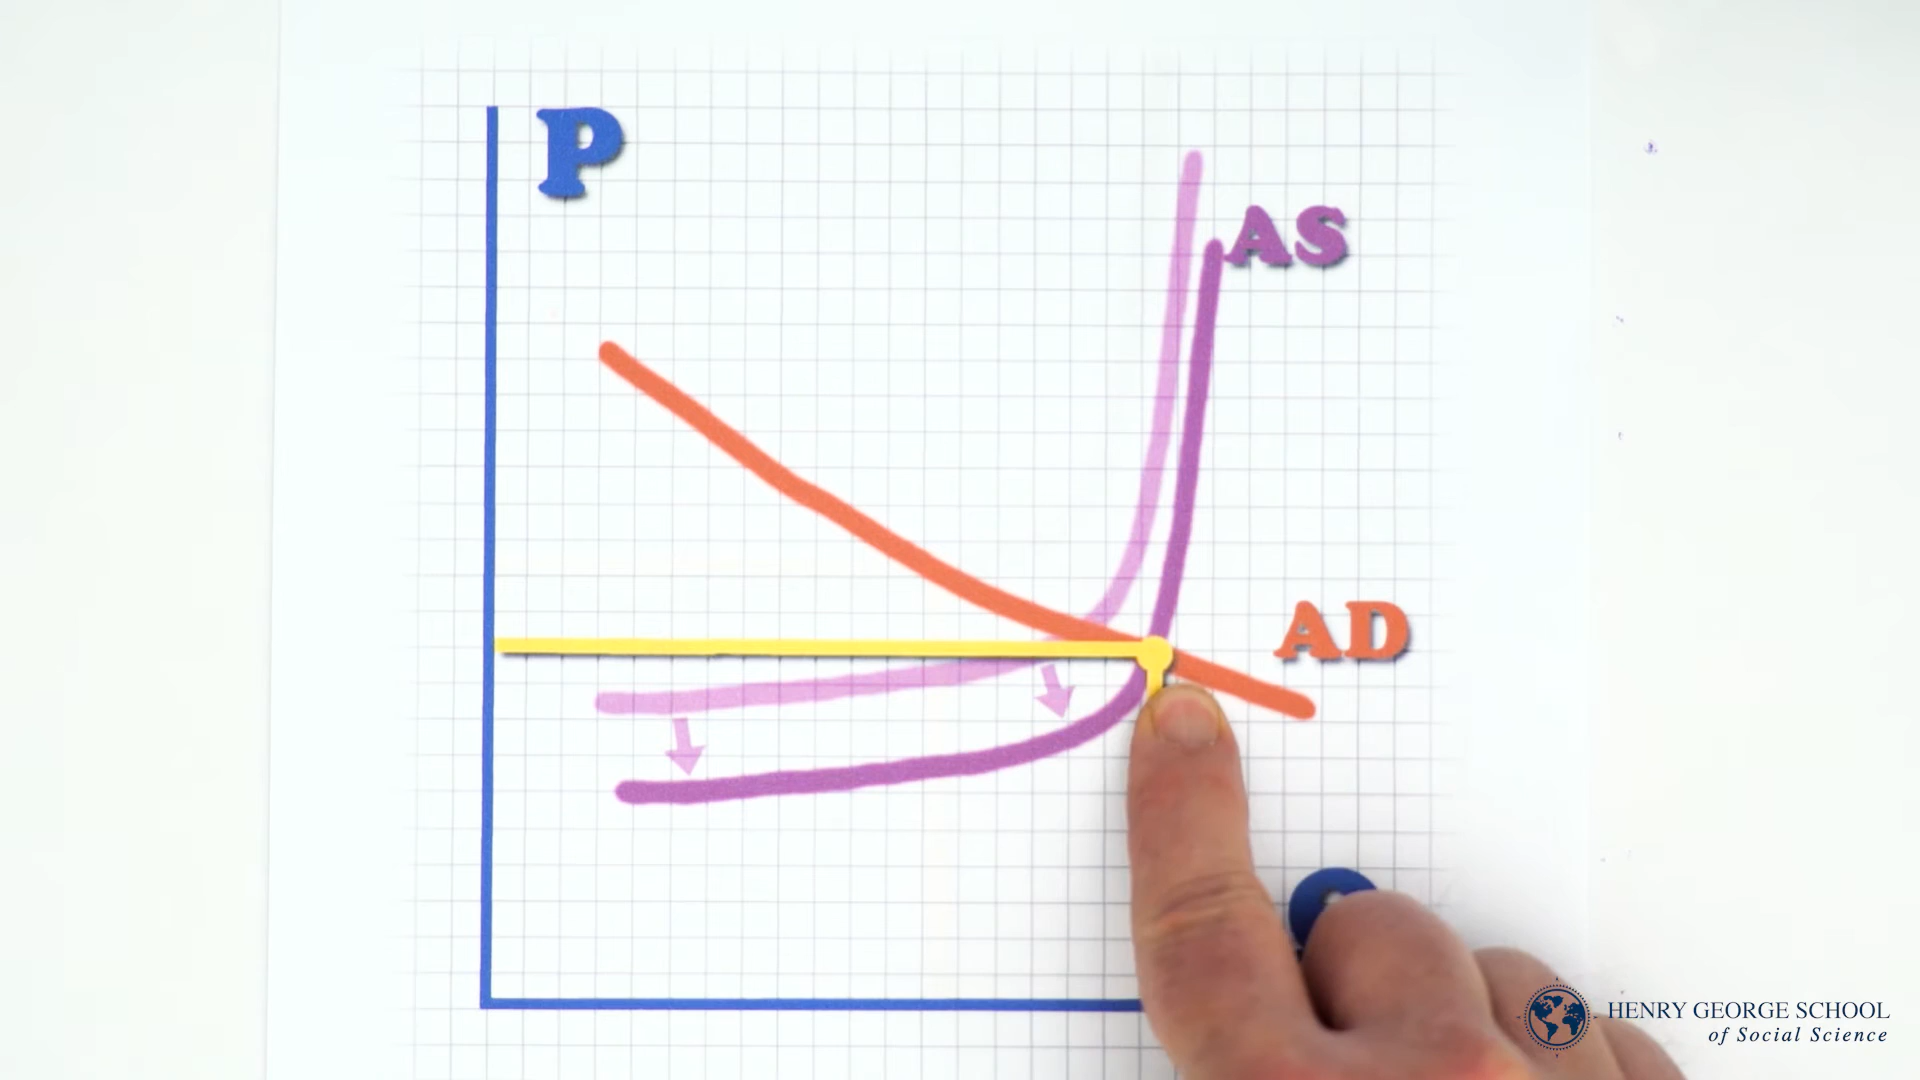 P
AS
AD
HENRY GEORGE SCHOOL
of Social Science